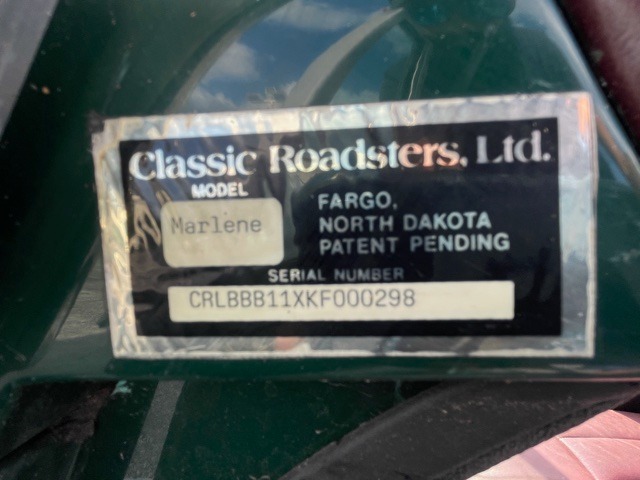 Classic Roadsters, Ltd.
MODEL
Marlene
FARGO,
NORTH DAKOTA
PATENT PENDING
SERIAL NUMBER
CRLBBB11XKF000298